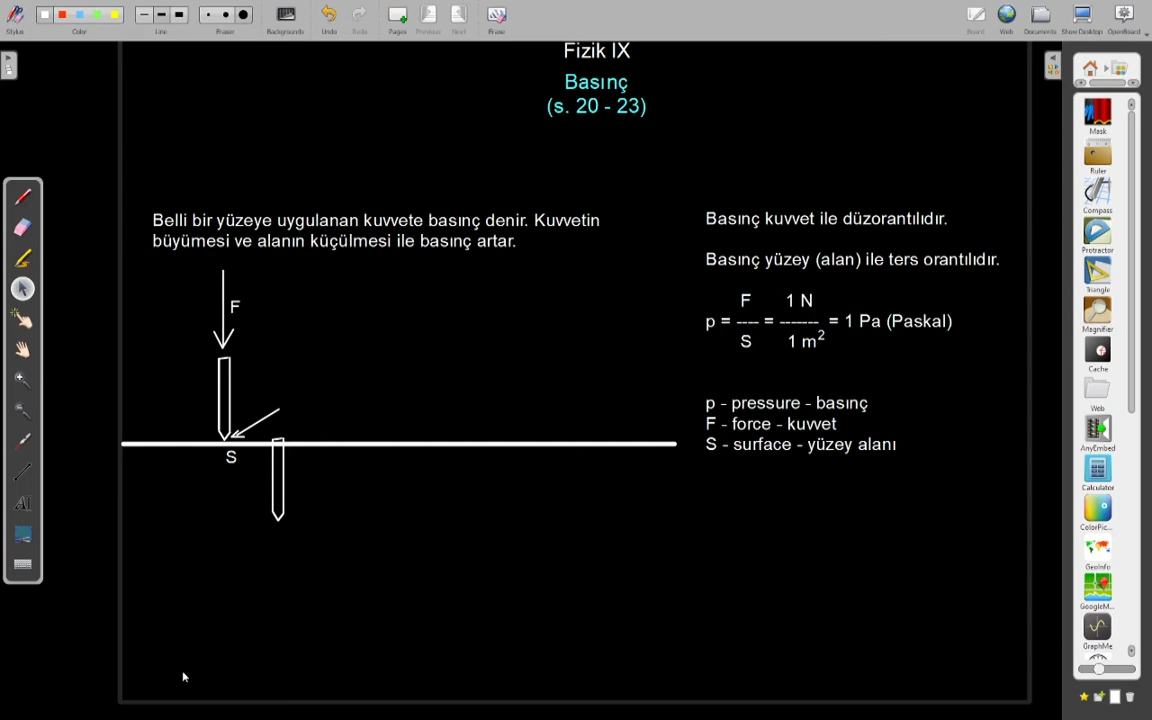 Stylus
Color
Line
Eraser
Backgrounds
Undo
Redo
Pages
Previous
Next
Erase
Board
Web
Documents
Show Desktop
OpenBoard
Fizik IX
Basınç
(s. 20 - 23)
Belli bir yüzeye uygulanan kuvvete basınç denir. Kuvvetin
büyümesi ve alanın küçülmesi ile basınç artar.
F
S
Basınç kuvvet ile düzorantılıdır.
Basınç yüzey (alan) ile ters orantılıdır.
F 1 N
p = ---- = ------- = 1 Pa (Paskal)
S 1 m²
p - pressure - basınç
F - force - kuvvet
S - surface - yüzey alanı
Mask
Ruler
Compass
Protractor
Triangle
Magnifier
Cache
Web
AnyEmbed
Calculator
ColorPic...
GeoInfo
GoogleM...
GraphMe